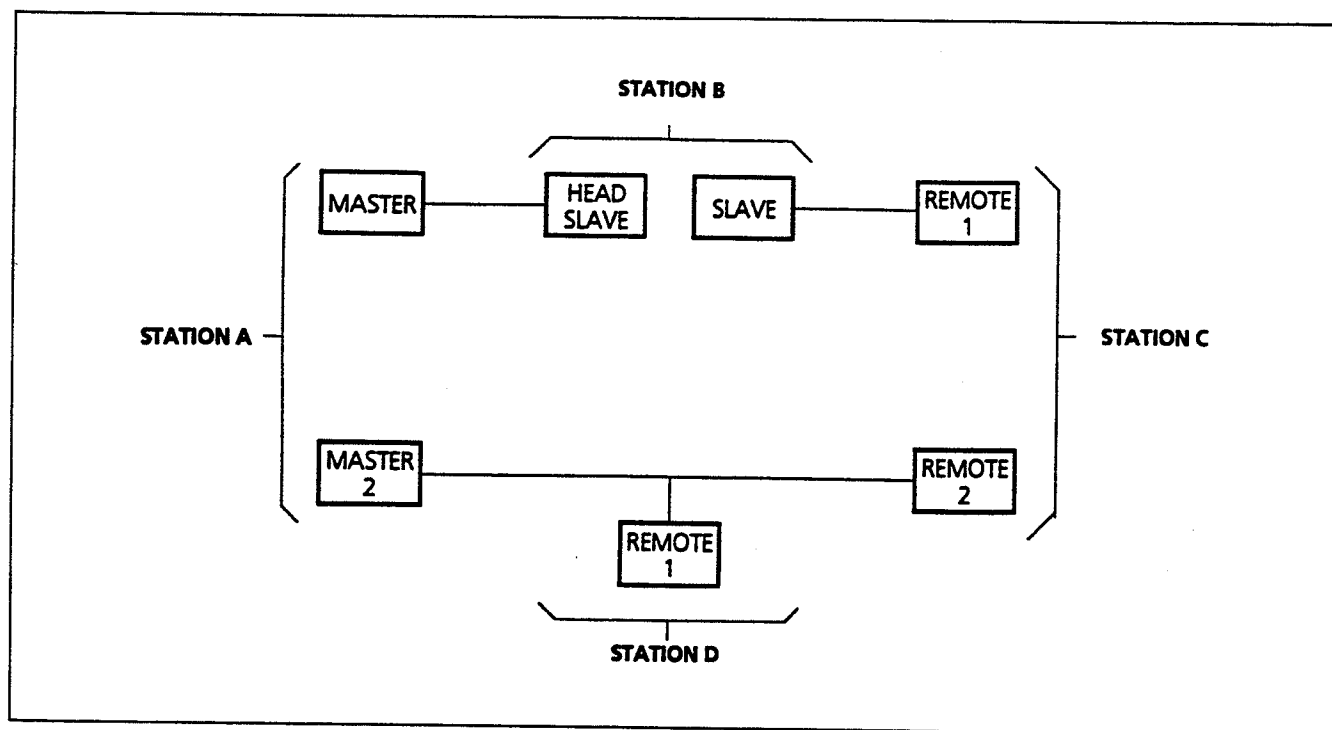 STATION B
MASTER
HEAD
SLAVE
SLAVE
REMOTE
1
STATION A
STATION C
MASTER
2
REMOTE
2
REMOTE
1
STATION D